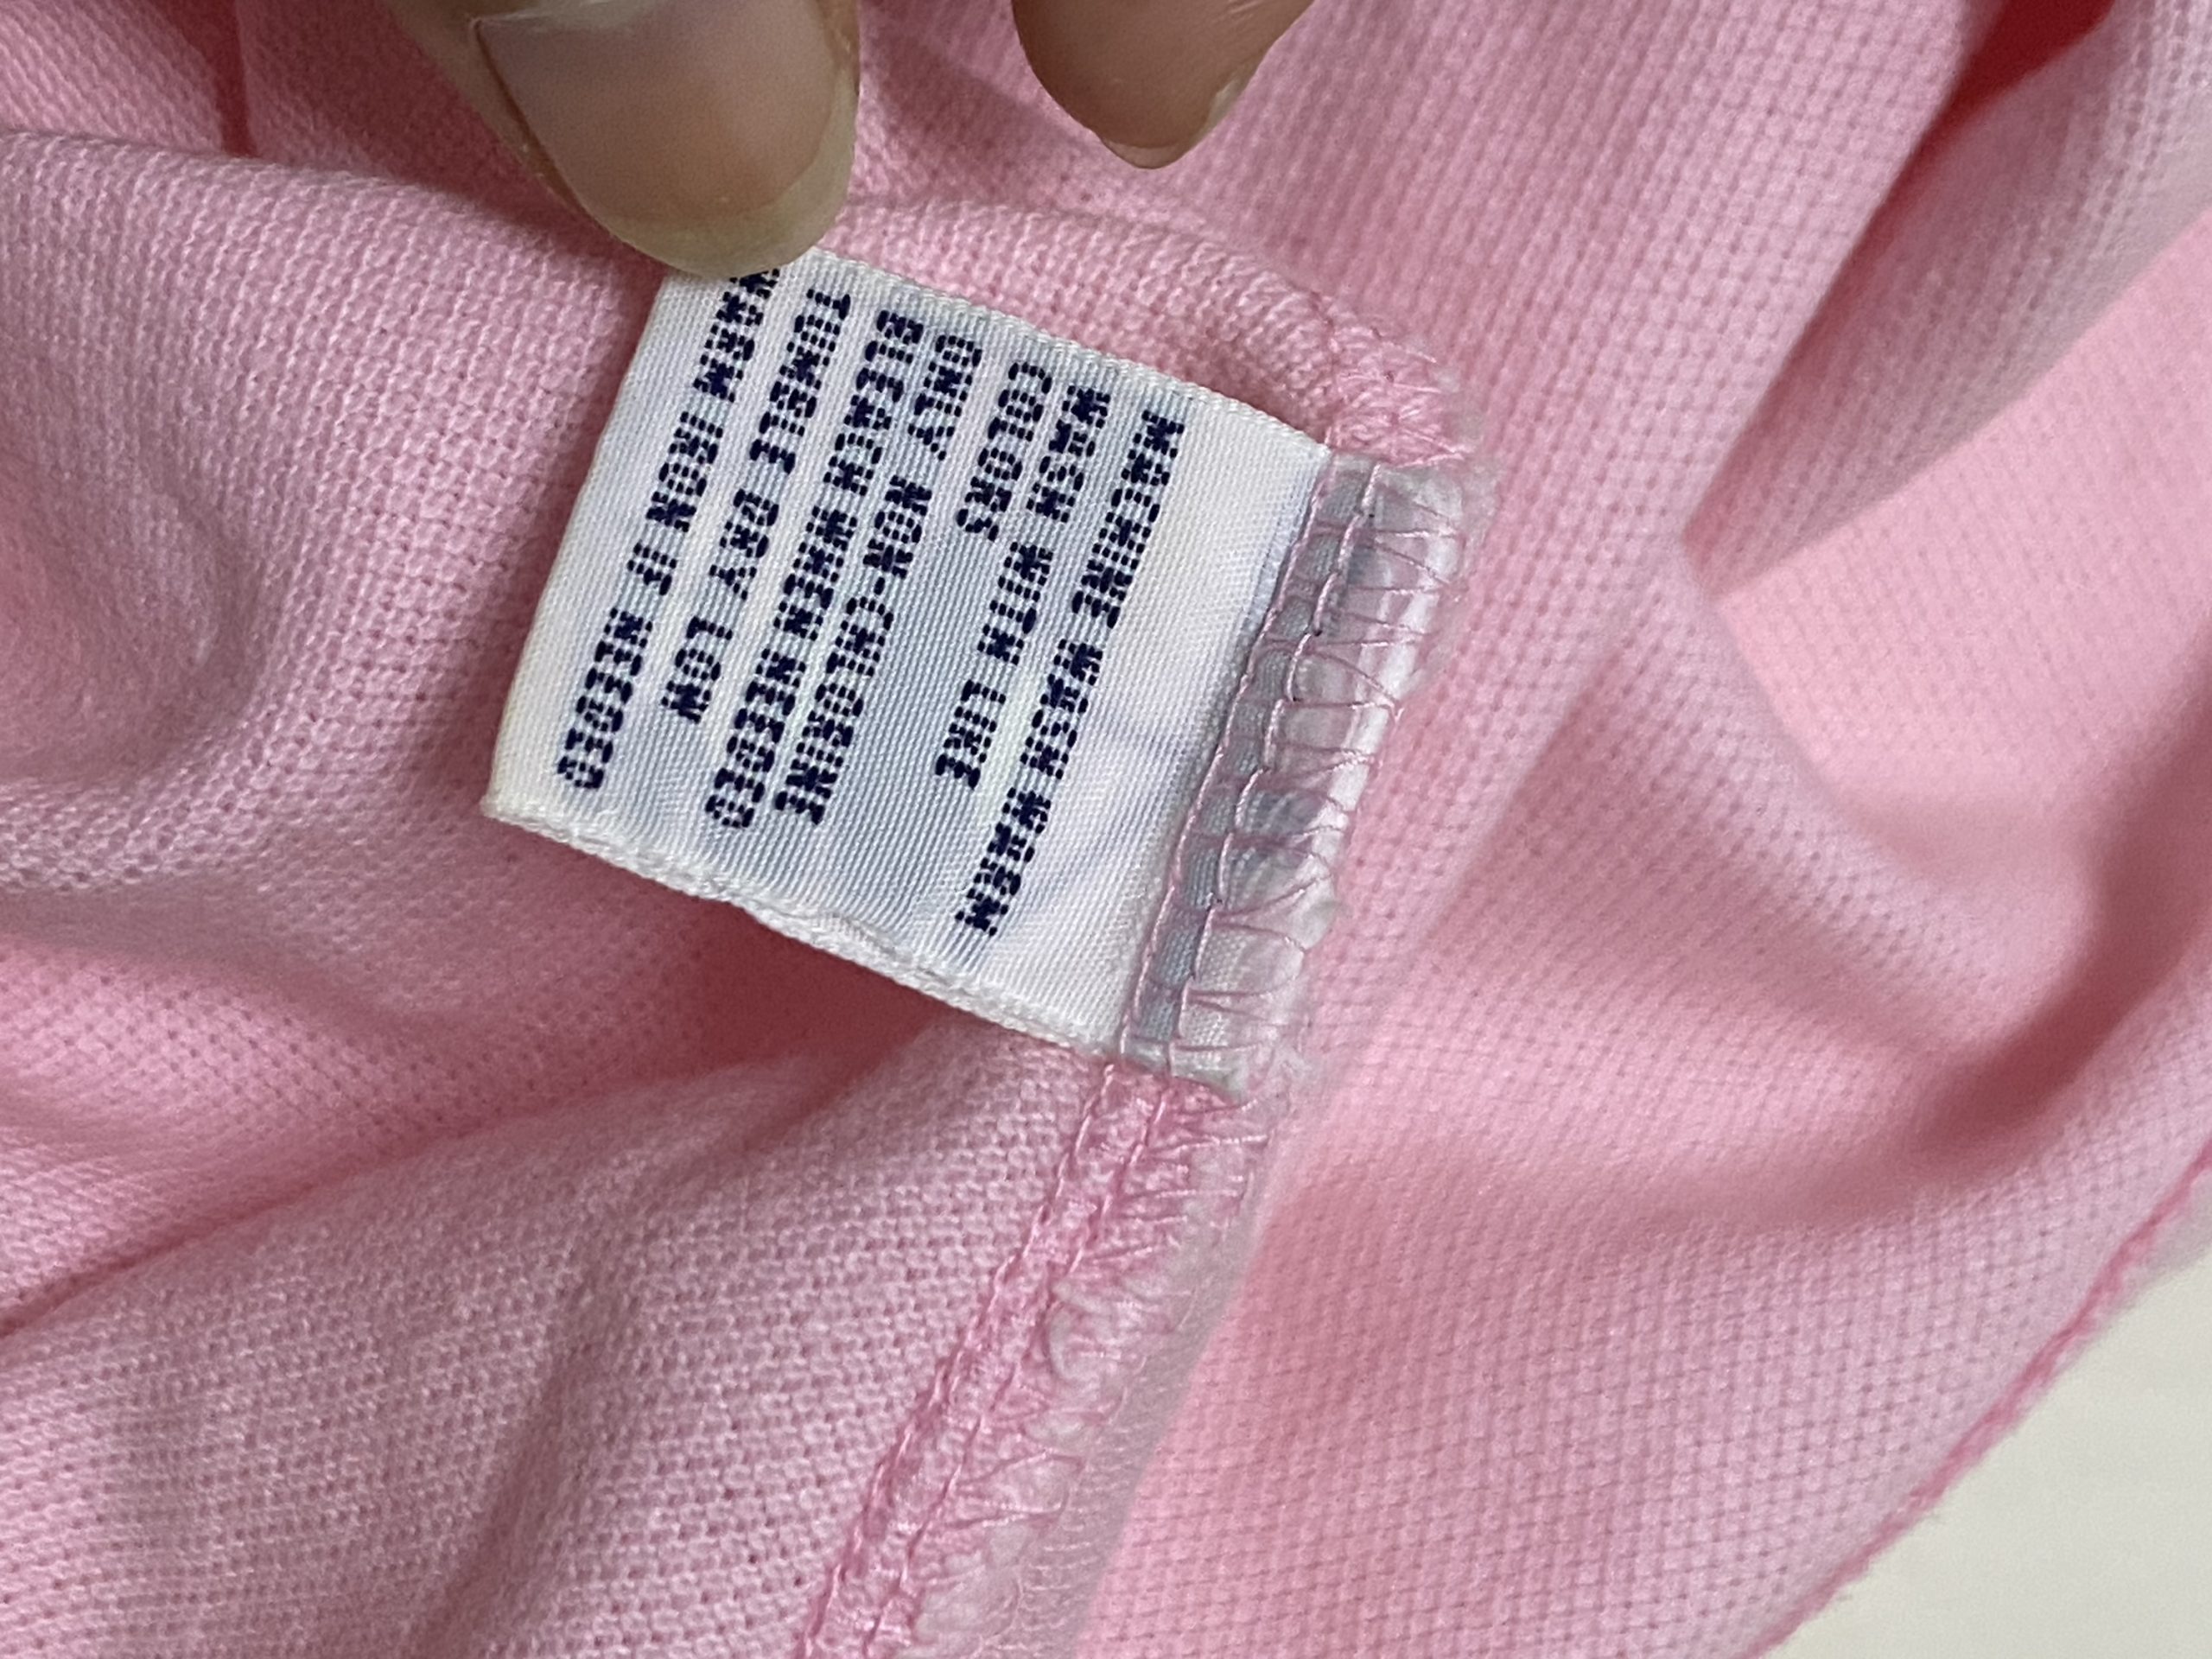 MACHINE WASH WARM
WASH WITH LIKE
COLORS
ONLY NON-CHLORINE
BLEACH WHEN NEEDED
TUMBLE DRY LOW
WARM IRON IF NEEDED